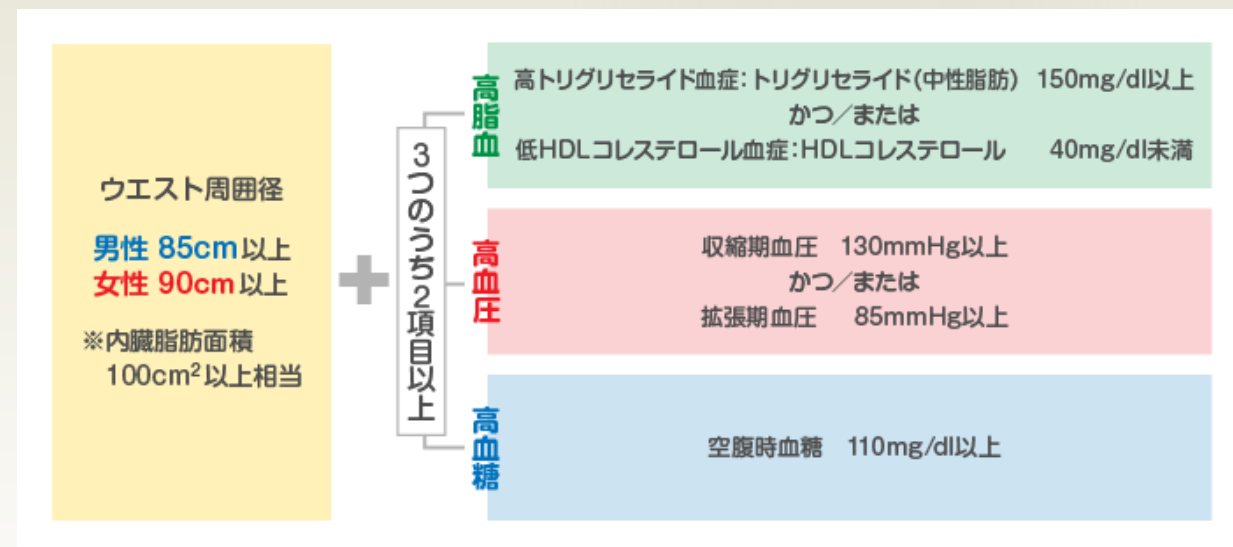 ウエスト周囲径
男性 85cm以上
女性 90cm以上
※内臓脂肪面積
100cm²以上相当
3つのうち2項目以上
高脂血
高トリグリセライド血症：トリグリセライド（中性脂肪） 150mg/dl以上
かつ／または
低HDLコレステロール血症：HDLコレステロール 40mg/dl未満
高血圧
収縮期血圧 130mmHg以上
かつ／または
拡張期血圧 85mmHg以上
高血糖
空腹時血糖 110mg/dl以上